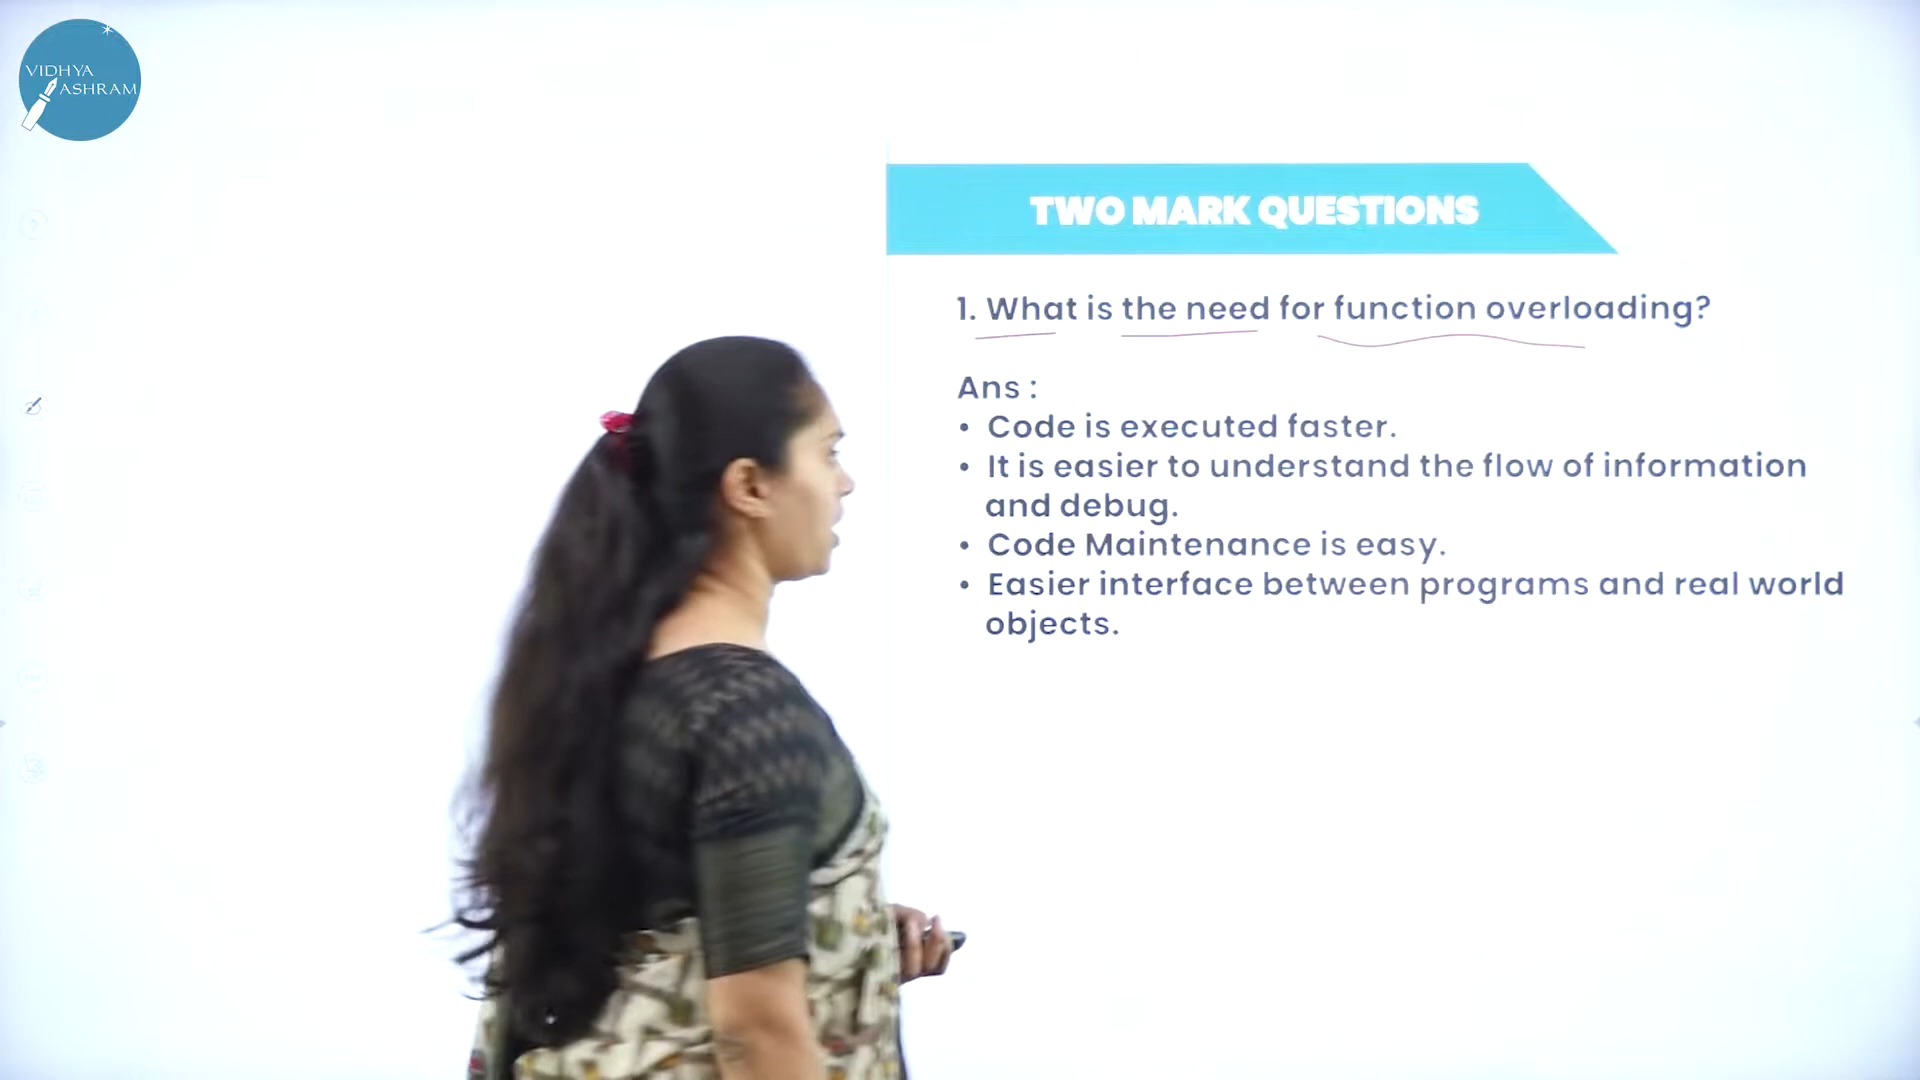 VIDHYA
ASHRAM
TWO MARK QUESTIONS
1. What is the need for function overloading?
Ans :
• Code is executed faster.
• It is easier to understand the flow of information
and debug.
• Code Maintenance is easy.
• Easier interface between programs and real world
objects.